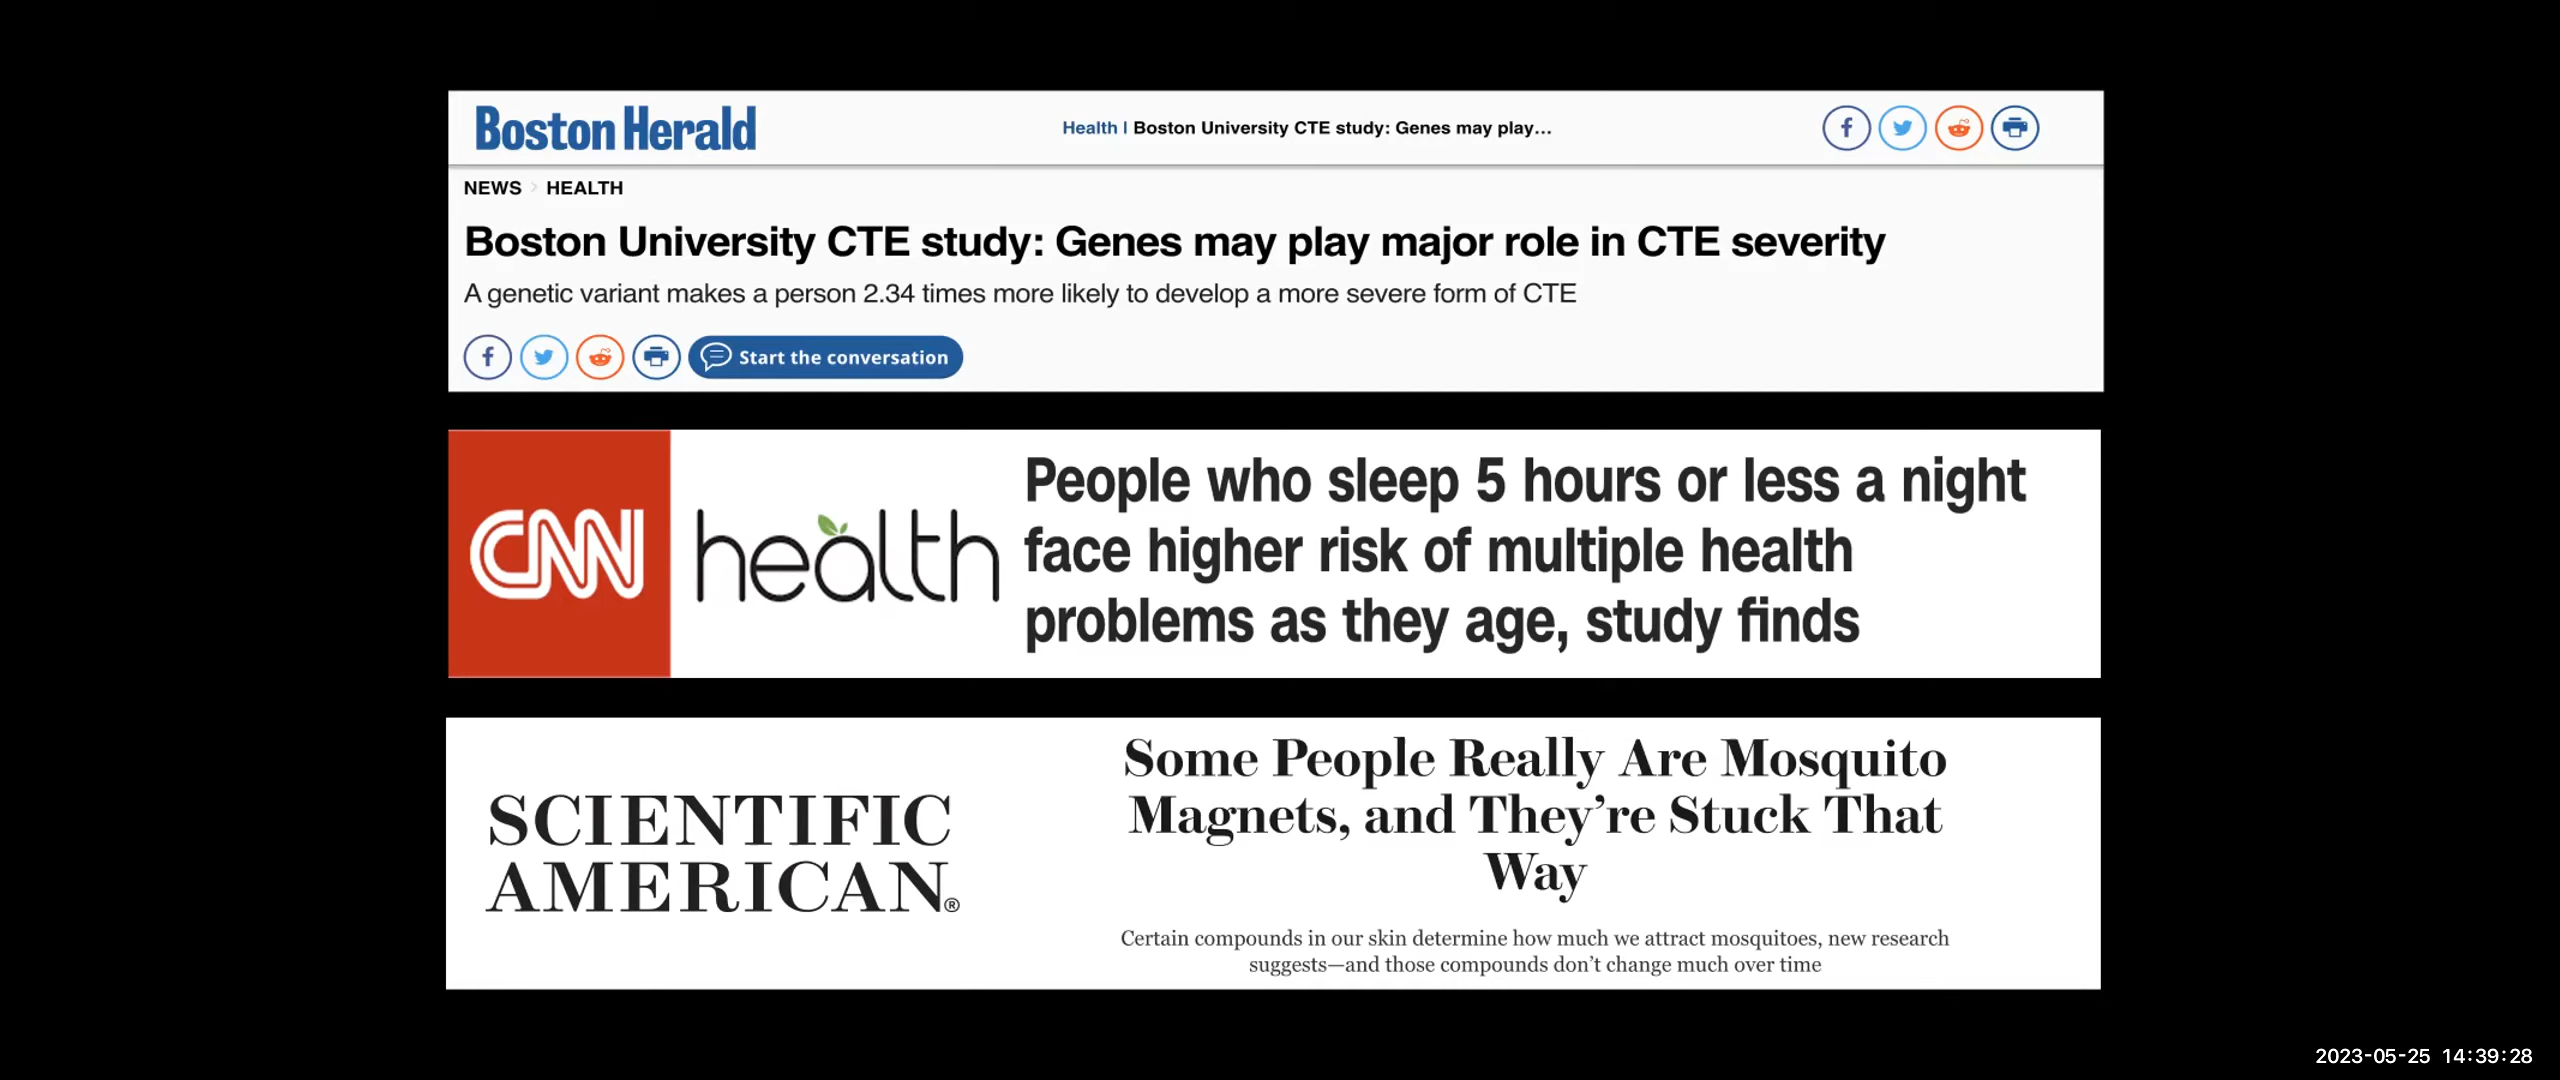 Boston Herald
Health | Boston University CTE study: Genes may play...
NEWS > HEALTH
Boston University CTE study: Genes may play major role in CTE severity
A genetic variant makes a person 2.34 times more likely to develop a more severe form of CTE
Start the conversation
CNN health
People who sleep 5 hours or less a night
face higher risk of multiple health
problems as they age, study finds
SCIENTIFIC
AMERICAN®
Some People Really Are Mosquito
Magnets, and They’re Stuck That
Way
Certain compounds in our skin determine how much we attract mosquitoes, new research
suggests—and those compounds don’t change much over time
2023-05-25 14:39:28